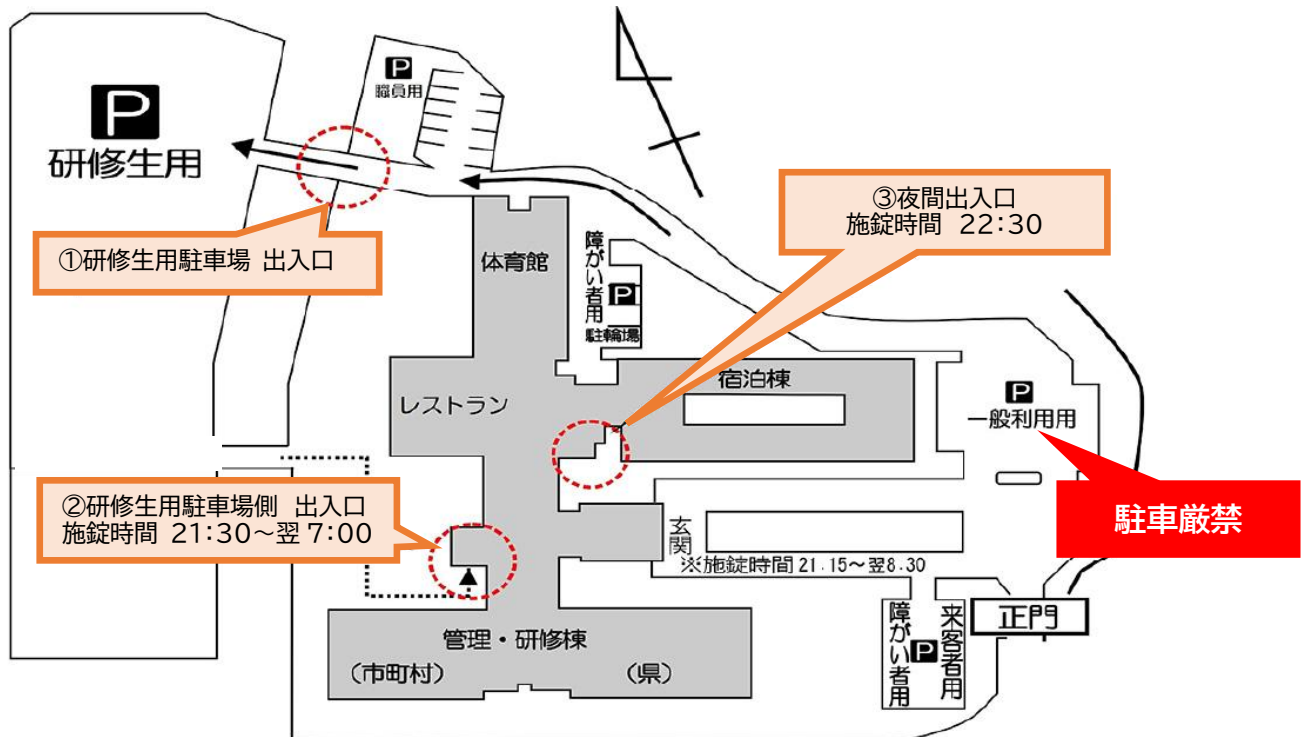 P
研修生用
P
職員用
①研修生用駐車場 出入口
③夜間出入口
施錠時間 22:30
体育館
障がい者用
P
駐輪場
宿泊棟
レストラン
P
一般利用用
駐車厳禁
②研修生用駐車場側 出入口
施錠時間 21:30~翌7:00
玄関
※施錠時間21.15~翌8.30
正門
障がい者用
P
来客者用
管理・研修棟
(市町村)
(県)